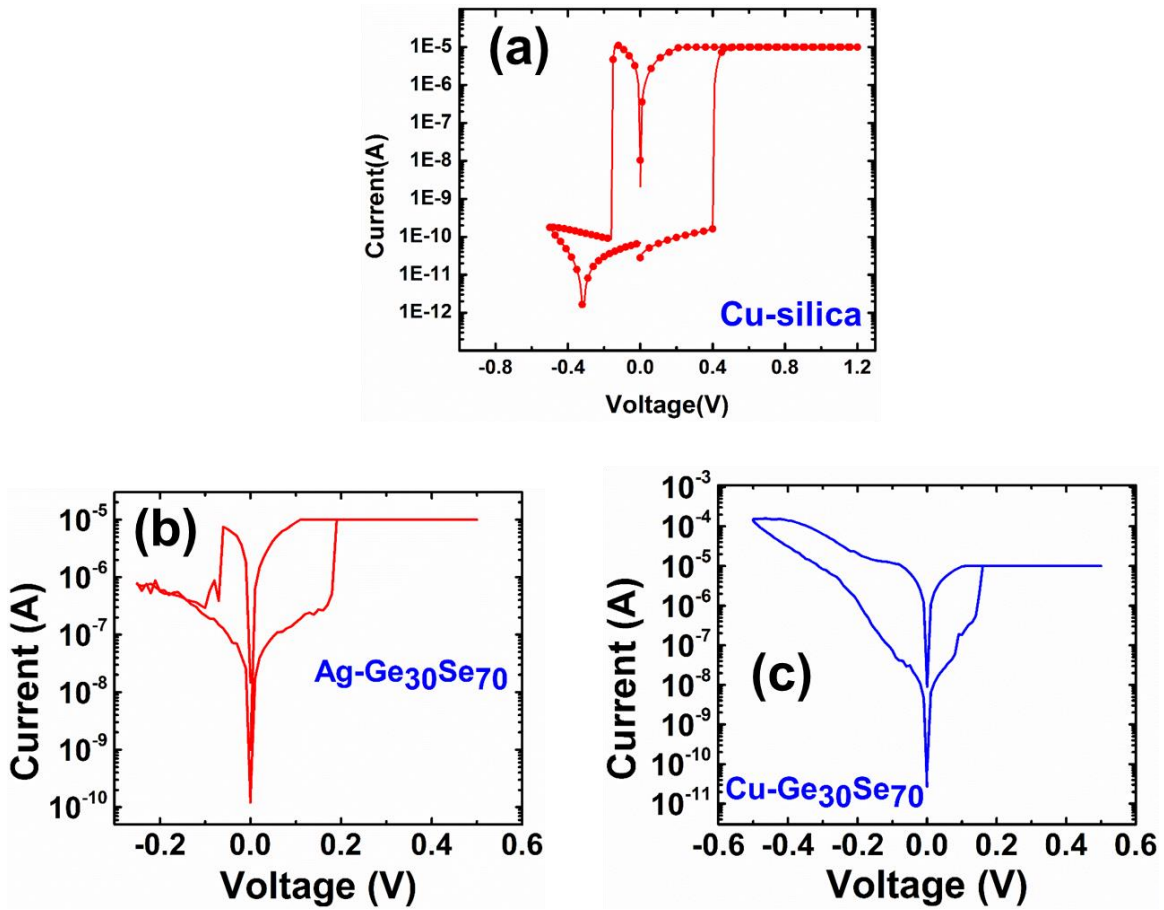 (a)
1E-5
1E-6
1E-7
1E-8
1E-9
1E-10
1E-11
1E-12
Current(A)
Cu-silica
-0.8 -0.4 0.0 0.4 0.8 1.2
Voltage(V)
(b)
10⁻⁵
10⁻⁶
10⁻⁷
10⁻⁸
10⁻⁹
10⁻¹⁰
Current (A)
Ag-Ge₃₀Se₇₀
-0.2 0.0 0.2 0.4 0.6
Voltage (V)
(c)
10⁻³
10⁻⁴
10⁻⁵
10⁻⁶
10⁻⁷
10⁻⁸
10⁻⁹
10⁻¹⁰
10⁻¹¹
Current (A)
Cu-Ge₃₀Se₇₀
-0.6 -0.4 -0.2 0.0 0.2 0.4 0.6
Voltage (V)